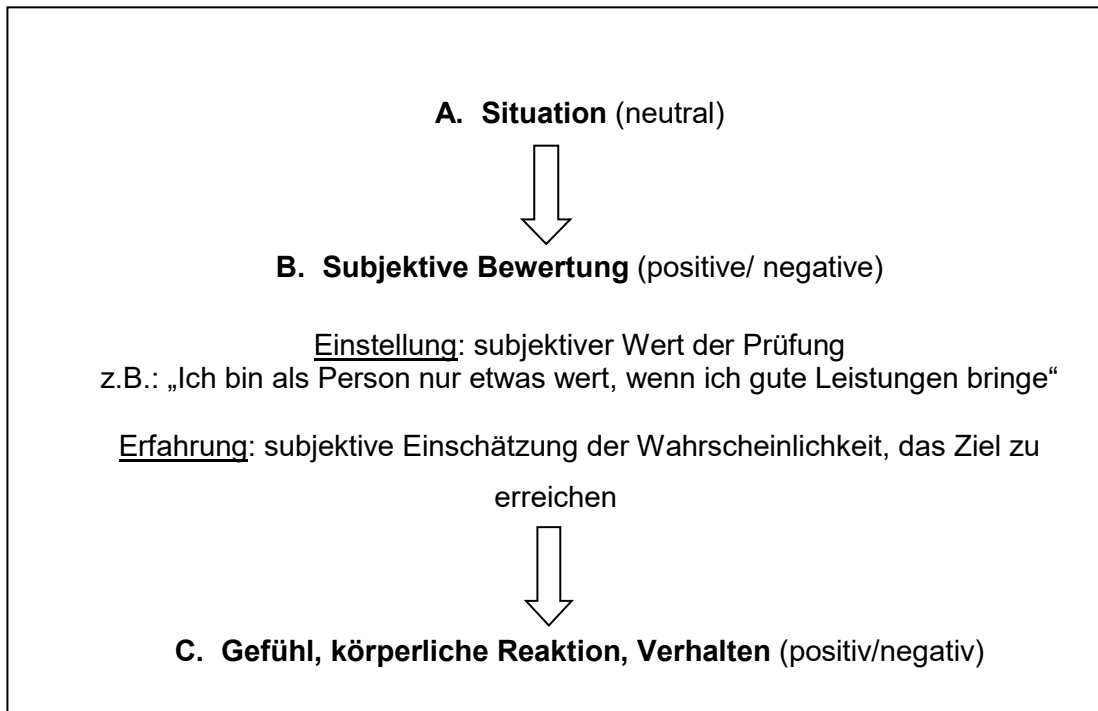 A. Situation (neutral)
B. Subjektive Bewertung (positive/ negative)
Einstellung: subjektiver Wert der Prüfung
z.B.: „Ich bin als Person nur etwas wert, wenn ich gute Leistungen bringe“
Erfahrung: subjektive Einschätzung der Wahrscheinlichkeit, das Ziel zu
erreichen
C. Gefühl, körperliche Reaktion, Verhalten (positiv/negativ)